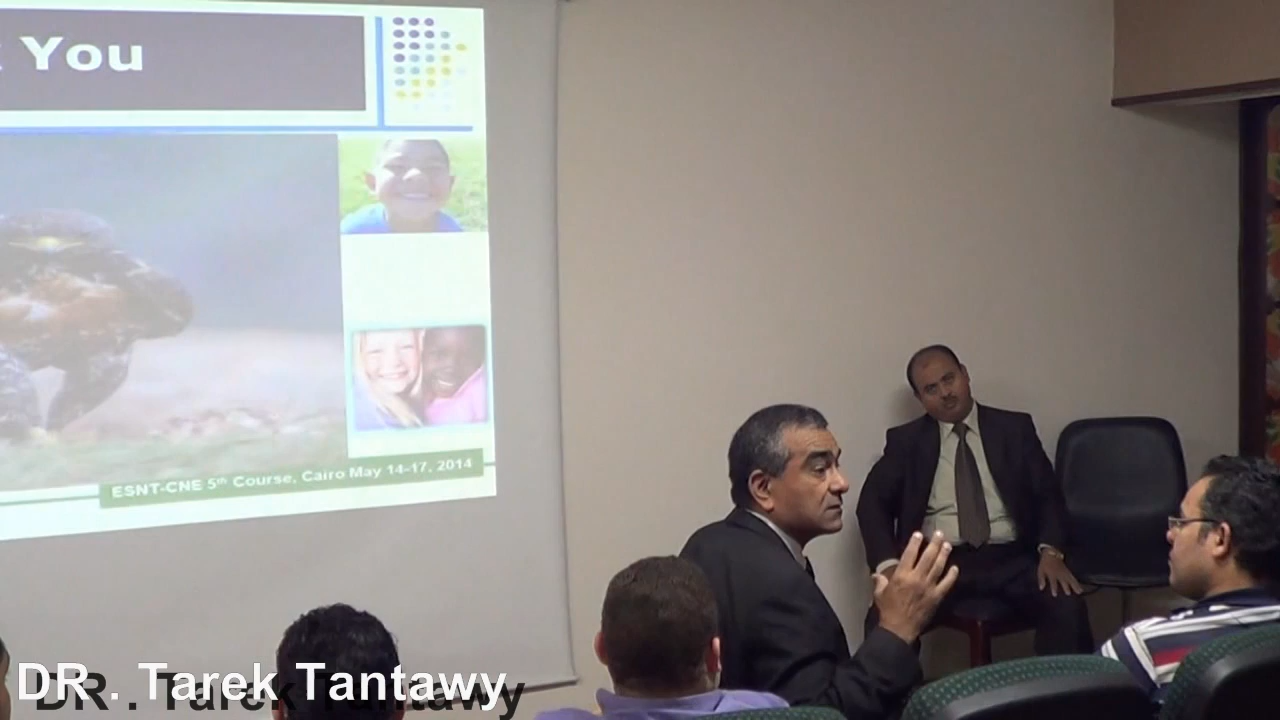 You
ESNT-CNE 5th Course, Cairo May 14-17, 2014
DR . Tarek Tantawy